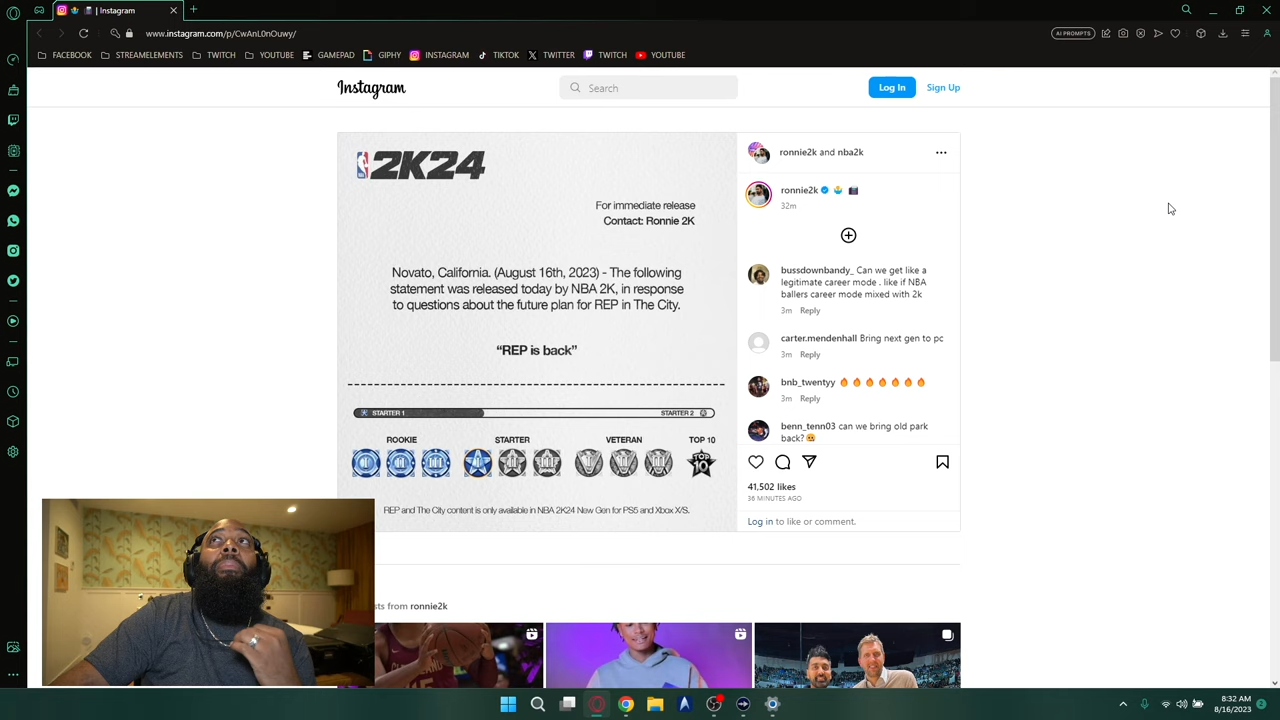 | Instagram
www.instagram.com/p/CwAnL0nOuwy/
AI PROMPTS
FACEBOOK
STREAMELEMENTS
TWITCH
YOUTUBE
GAMEPAD
GIPHY
INSTAGRAM
TIKTOK
TWITTER
TWITCH
YOUTUBE
Instagram
Search
Log In
Sign Up
2K24
For immediate release
Contact: Ronnie 2K
Novato, California. (August 16th, 2023) - The following
statement was released today by NBA 2K, in response
to questions about the future plan for REP in The City.
“REP is back”
STARTER 1
STARTER 2
ROOKIE
STARTER
VETERAN
TOP 10
TOP
10
REP and The City content is only available in NBA 2K24 New Gen for PS5 and Xbox X/S.
ronnie2k and nba2k
ronnie2k
32m
bussdownbandy_ Can we get like a
legitimate career mode . like if NBA
ballers career mode mixed with 2k
3m Reply
carter.mendenhall Bring next gen to pc
3m Reply
bnb_twentyy 🔥 🔥 🔥 🔥 🔥 🔥 🔥
3m Reply
benn_tenn03 can we bring old park
back?
41,502 likes
36 MINUTES AGO
Log in to like or comment.
sts from ronnie2k
8:32 AM
8/16/2023